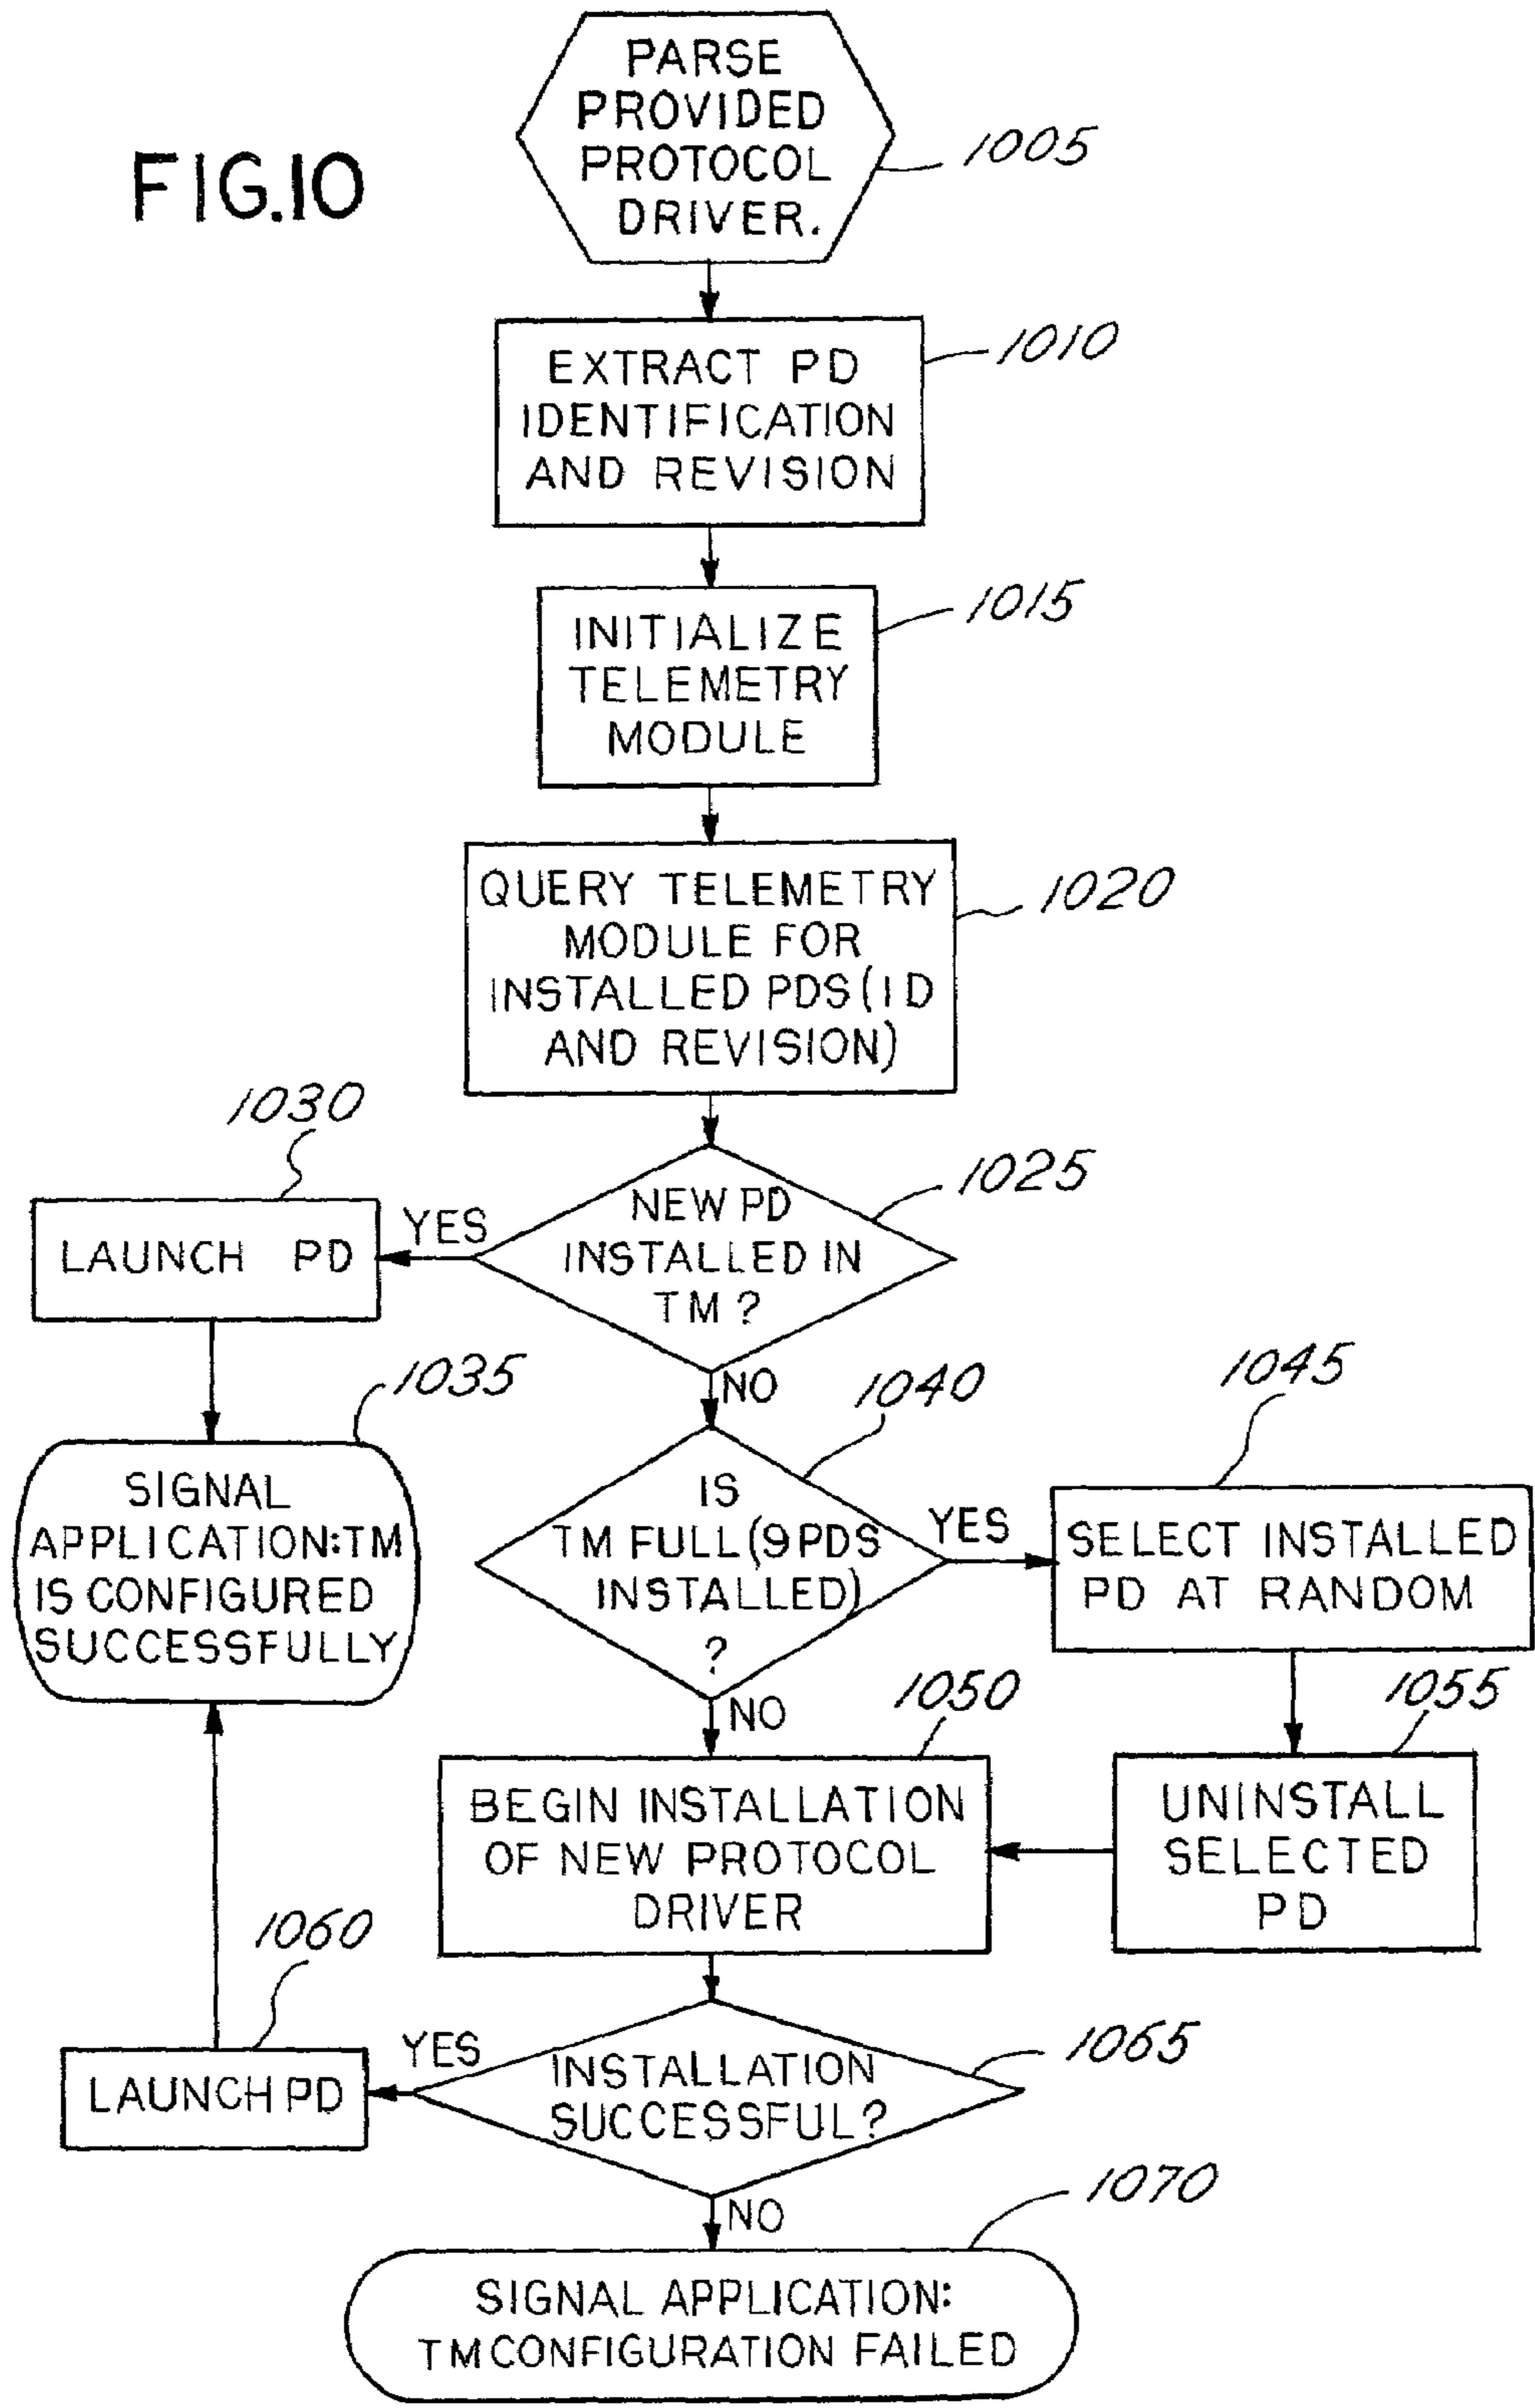 FIG.10
PARSE
PROVIDED
PROTOCOL
DRIVER.
1005
EXTRACT PD
IDENTIFICATION
AND REVISION
1010
INITIALIZE
TELEMETRY
MODULE
1015
QUERY TELEMETRY
MODULE FOR
INSTALLED PDS(ID
AND REVISION)
1020
NEW PD
INSTALLED IN
TM?
1025
YES
LAUNCH PD
1030
SIGNAL
APPLICATION:TM
IS CONFIGURED
SUCCESSFULLY
1035
NO
IS
TM FULL(9PDS
INSTALLED)
?
1040
YES
SELECT INSTALLED
PD AT RANDOM
1045
UNINSTALL
SELECTED
PD
1055
NO
BEGIN INSTALLATION
OF NEW PROTOCOL
DRIVER
1050
INSTALLATION
SUCCESSFUL?
1065
YES
LAUNCH PD
1060
NO
SIGNAL APPLICATION:
TM CONFIGURATION FAILED
1070